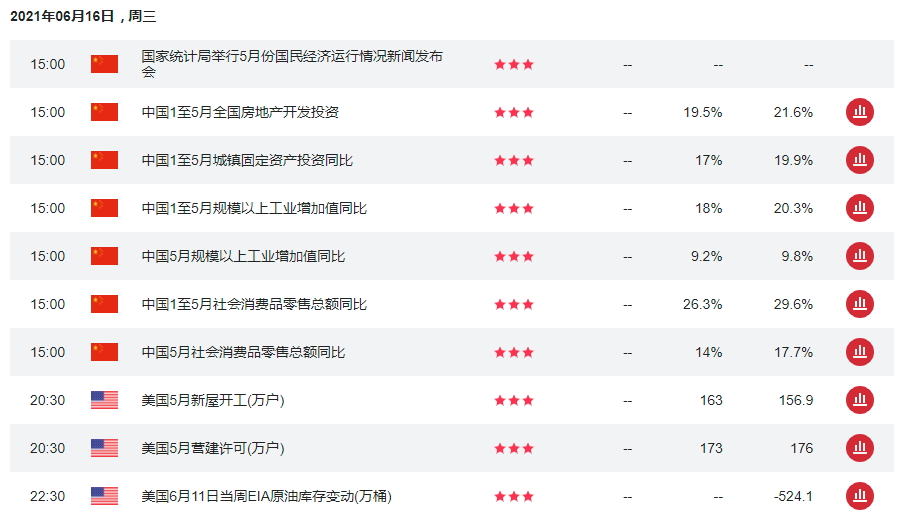 2021年06月16日，周三
15:00 国家统计局举行5月份国民经济运行情况新闻发布 -- -- --
会
15:00 中国1至5月全国房地产开发投资 -- 19.5% 21.6%
15:00 中国1至5月城镇固定资产投资同比 -- 17% 19.9%
15:00 中国1至5月规模以上工业增加值同比 -- 18% 20.3%
15:00 中国5月规模以上工业增加值同比 -- 9.2% 9.8%
15:00 中国1至5月社会消费品零售总额同比 -- 26.3% 29.6%
15:00 中国5月社会消费品零售总额同比 -- 14% 17.7%
20:30 美国5月新屋开工(万户) -- 163 156.9
20:30 美国5月营建许可(万户) -- 173 176
22:30 美国6月11日当周EIA原油库存变动(万桶) -- -- -524.1